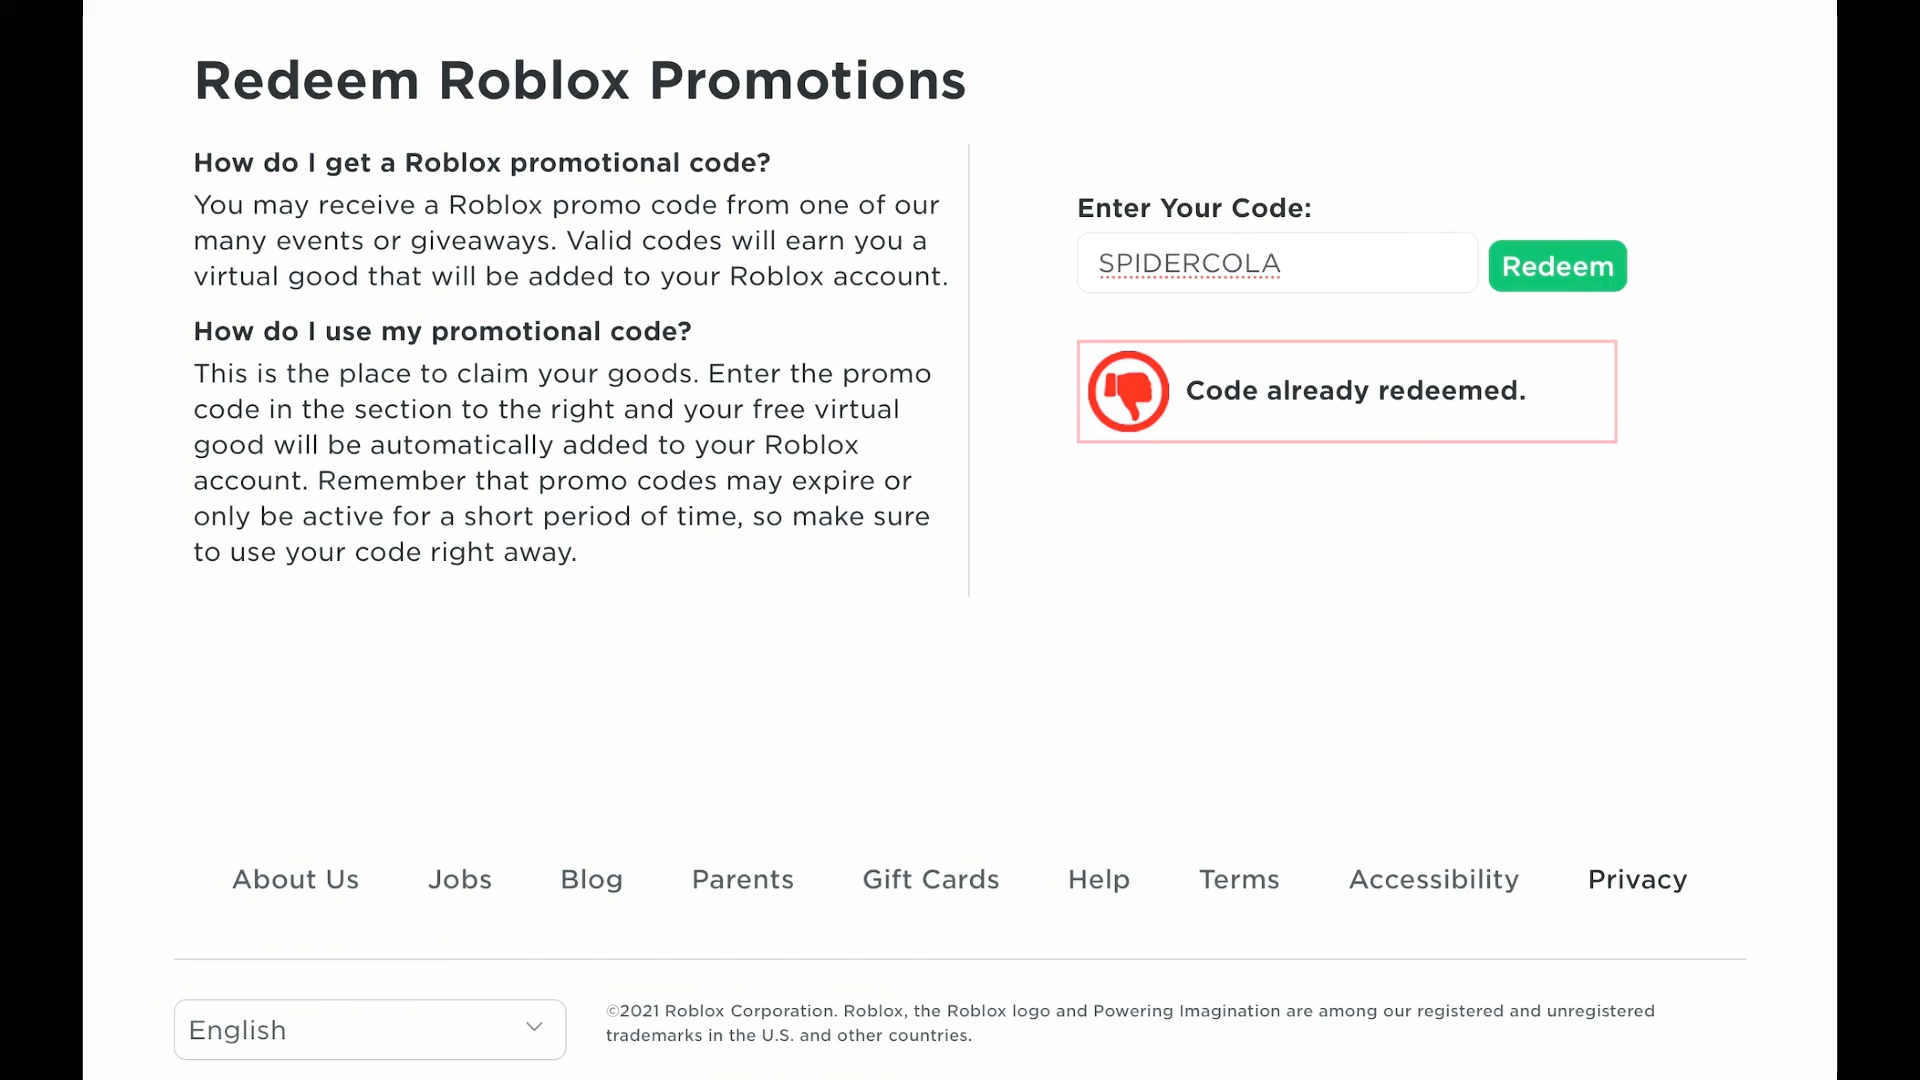 Redeem Roblox Promotions
How do I get a Roblox promotional code?
You may receive a Roblox promo code from one of our
many events or giveaways. Valid codes will earn you a
virtual good that will be added to your Roblox account.
How do I use my promotional code?
This is the place to claim your goods. Enter the promo
code in the section to the right and your free virtual
good will be automatically added to your Roblox
account. Remember that promo codes may expire or
only be active for a short period of time, so make sure
to use your code right away.
Enter Your Code:
SPIDERCOLA
Redeem
Code already redeemed.
About Us Jobs Blog Parents Gift Cards Help Terms Accessibility Privacy
English
©2021 Roblox Corporation. Roblox, the Roblox logo and Powering Imagination are among our registered and unregistered
trademarks in the U.S. and other countries.